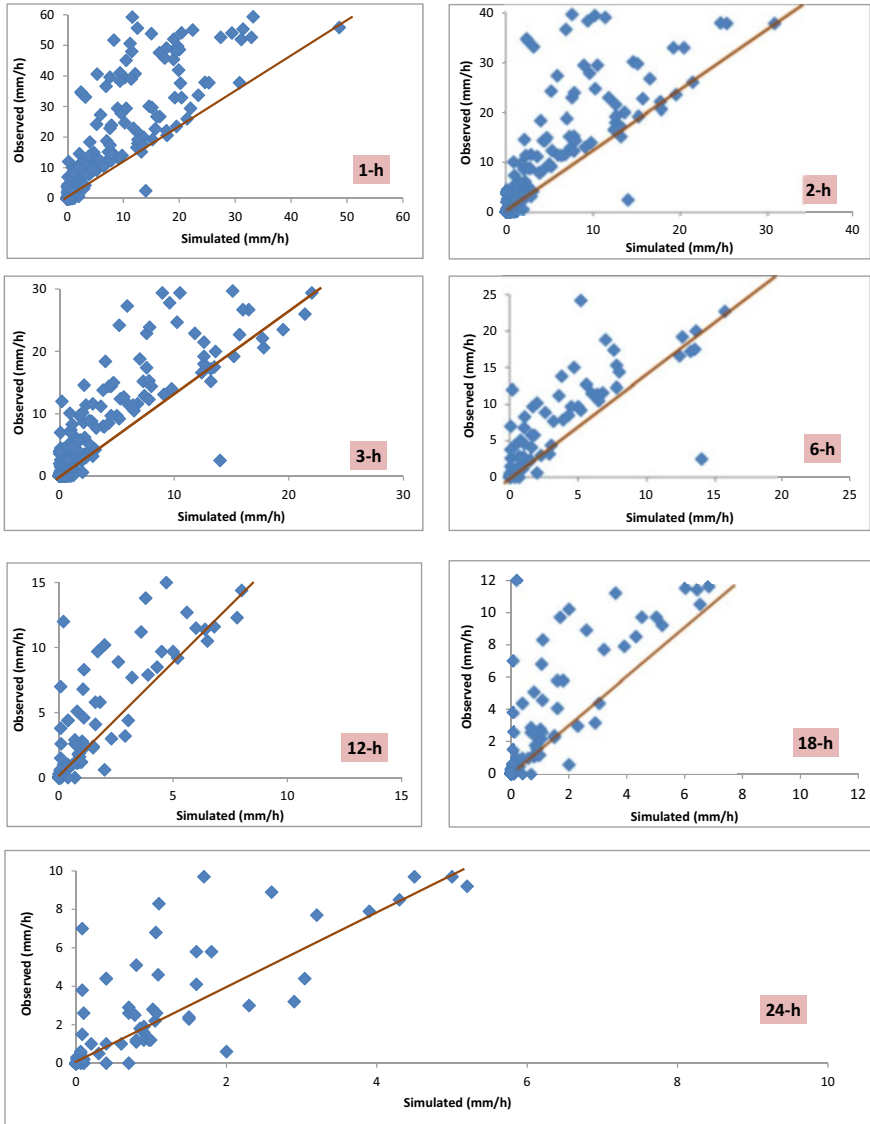 60
50
40
30
20
10
0
Observed (mm/h)
0 10 20 30 40 50 60
Simulated (mm/h)
1-h
40
30
20
10
0
Observed (mm/h)
0 10 20 30 40
Simulated (mm/h)
2-h
30
20
10
0
Observed (mm/h)
0 10 20 30
Simulated (mm/h)
3-h
25
20
15
10
5
0
Observed (mm/h)
0 5 10 15 20 25
Simulated (mm/h)
6-h
15
10
5
0
Observed (mm/h)
0 5 10 15
Simulated (mm/h)
12-h
12
10
8
6
4
2
0
Observed (mm/h)
0 2 4 6 8 10 12
Simulated (mm/h)
18-h
10
8
6
4
2
0
Observed (mm/h)
0 2 4 6 8 10
Simulated (mm/h)
24-h